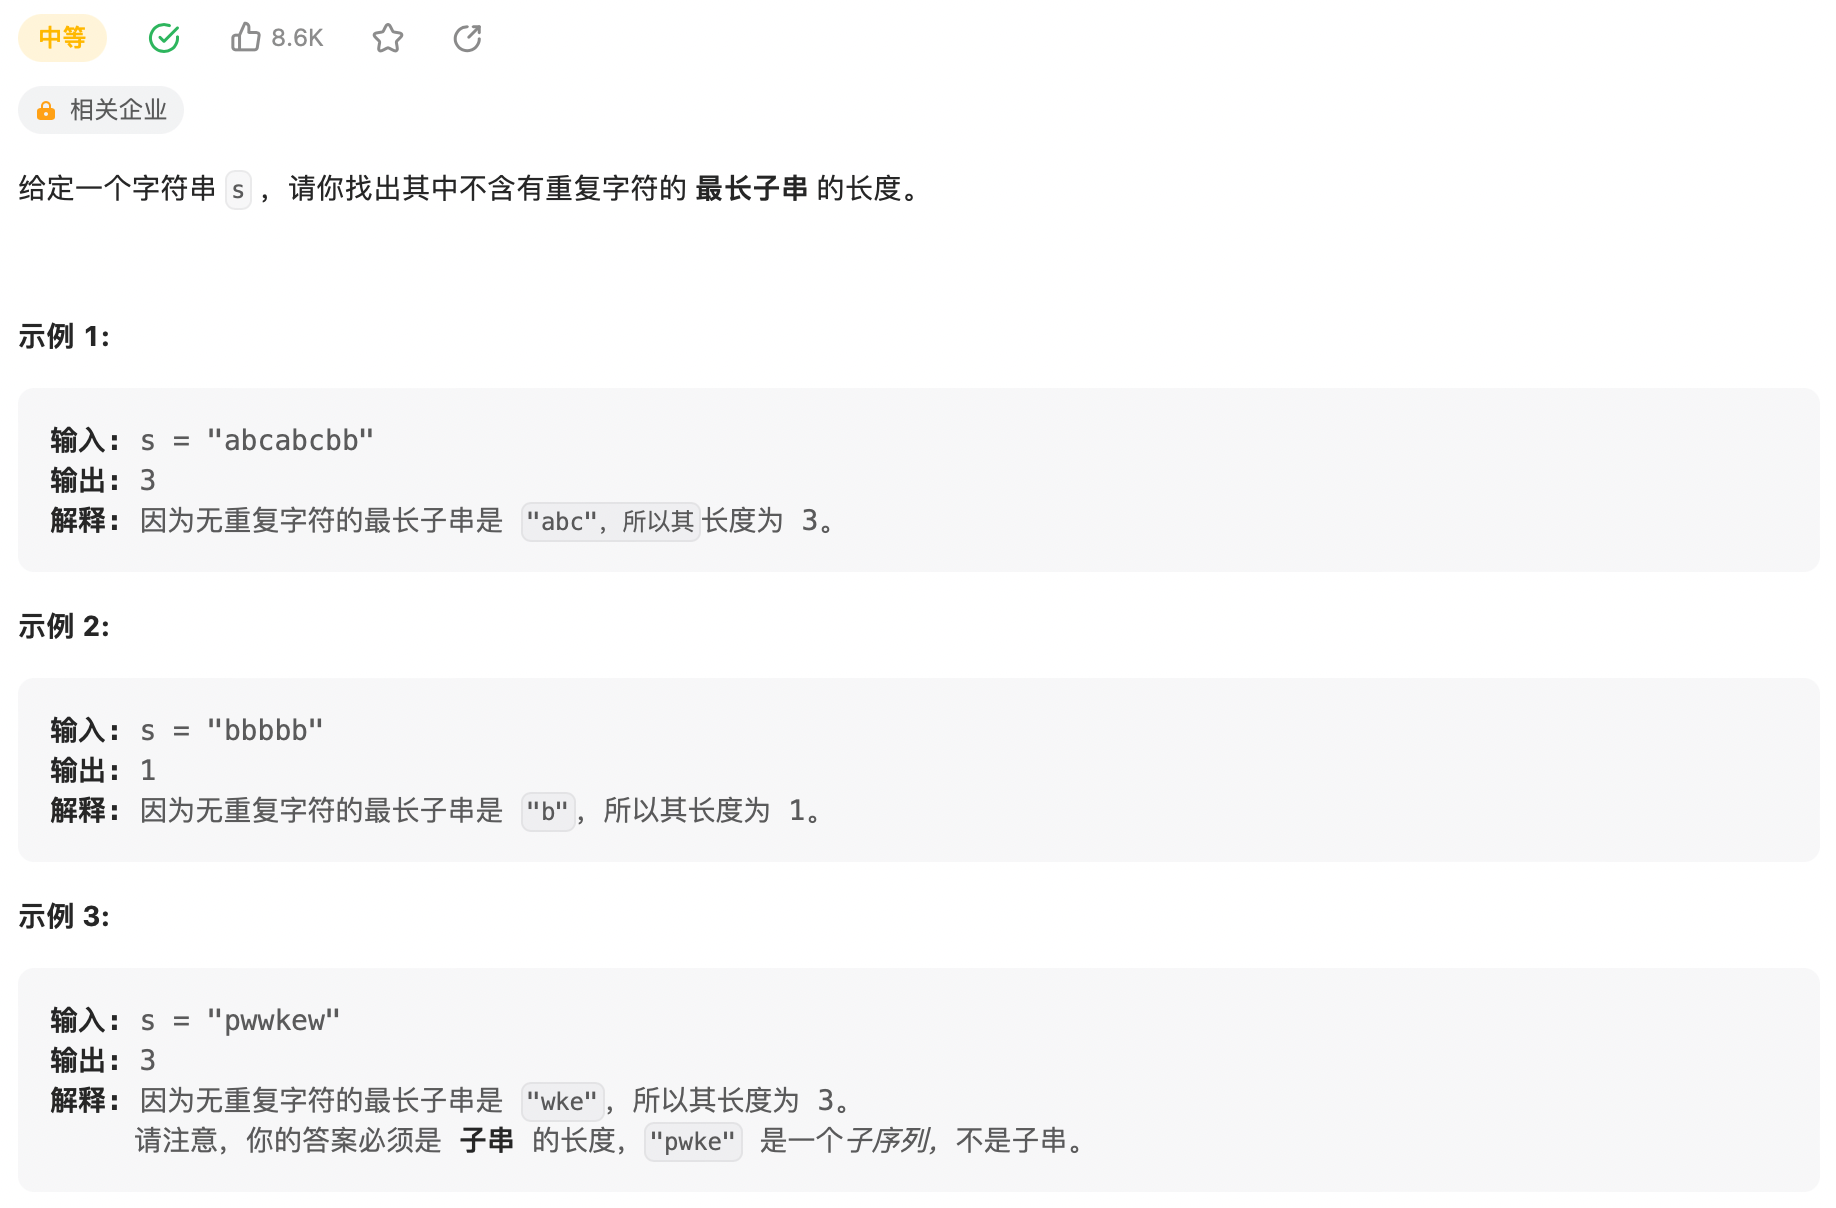 中等 8.6K
相关企业
给定一个字符串 s ，请你找出其中不含有重复字符的 最长子串 的长度。
示例 1:
输入: s = "abcabcbb"
输出: 3
解释: 因为无重复字符的最长子串是 "abc"，所以其长度为 3。
示例 2:
输入: s = "bbbbb"
输出: 1
解释: 因为无重复字符的最长子串是 "b"，所以其长度为 1。
示例 3:
输入: s = "pwwkew"
输出: 3
解释: 因为无重复字符的最长子串是 "wke"，所以其长度为 3。
请注意，你的答案必须是 子串 的长度，"pwke" 是一个子序列，不是子串。